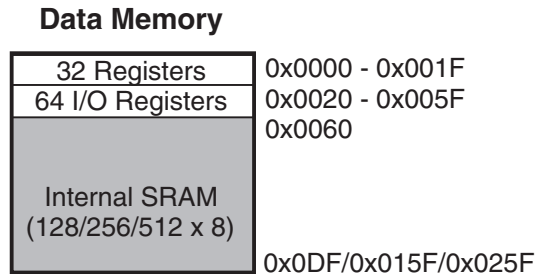 Data Memory
32 Registers 0x0000 - 0x001F
64 I/O Registers 0x0020 - 0x005F
0x0060
Internal SRAM
(128/256/512 x 8)
0x0DF/0x015F/0x025F